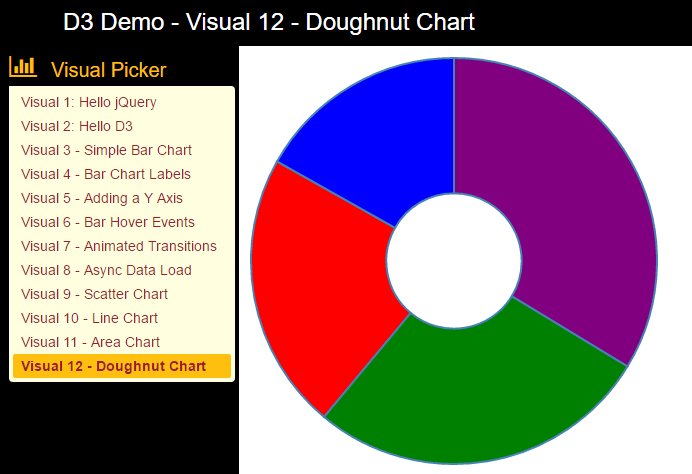 D3 Demo - Visual 12 - Doughnut Chart
Visual Picker
Visual 1: Hello jQuery
Visual 2: Hello D3
Visual 3 - Simple Bar Chart
Visual 4 - Bar Chart Labels
Visual 5 - Adding a Y Axis
Visual 6 - Bar Hover Events
Visual 7 - Animated Transitions
Visual 8 - Async Data Load
Visual 9 - Scatter Chart
Visual 10 - Line Chart
Visual 11 - Area Chart
Visual 12 - Doughnut Chart